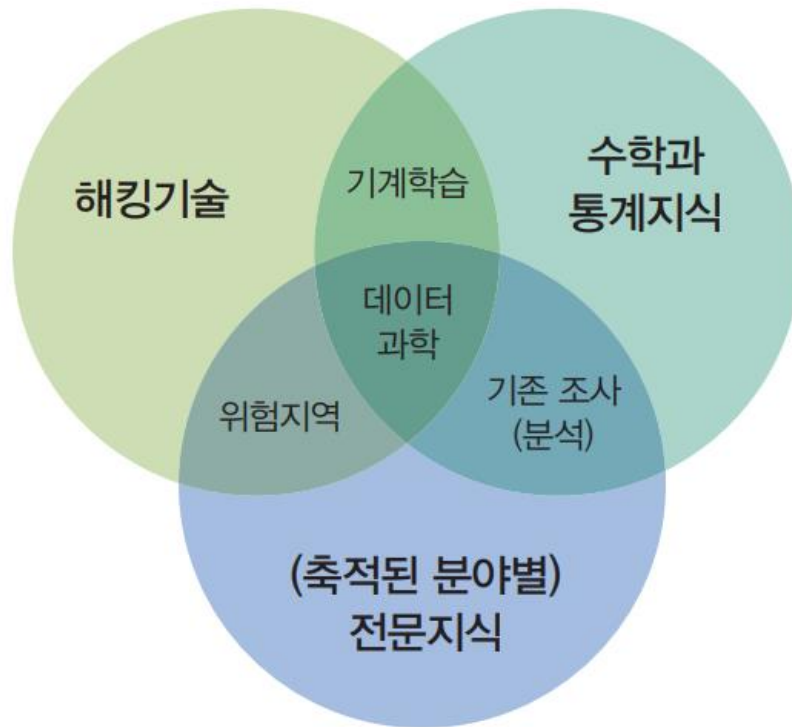 해킹기술
기계학습
수학과
통계지식
데이터
과학
위험지역
기존 조사
(분석)
(축적된 분야별)
전문지식